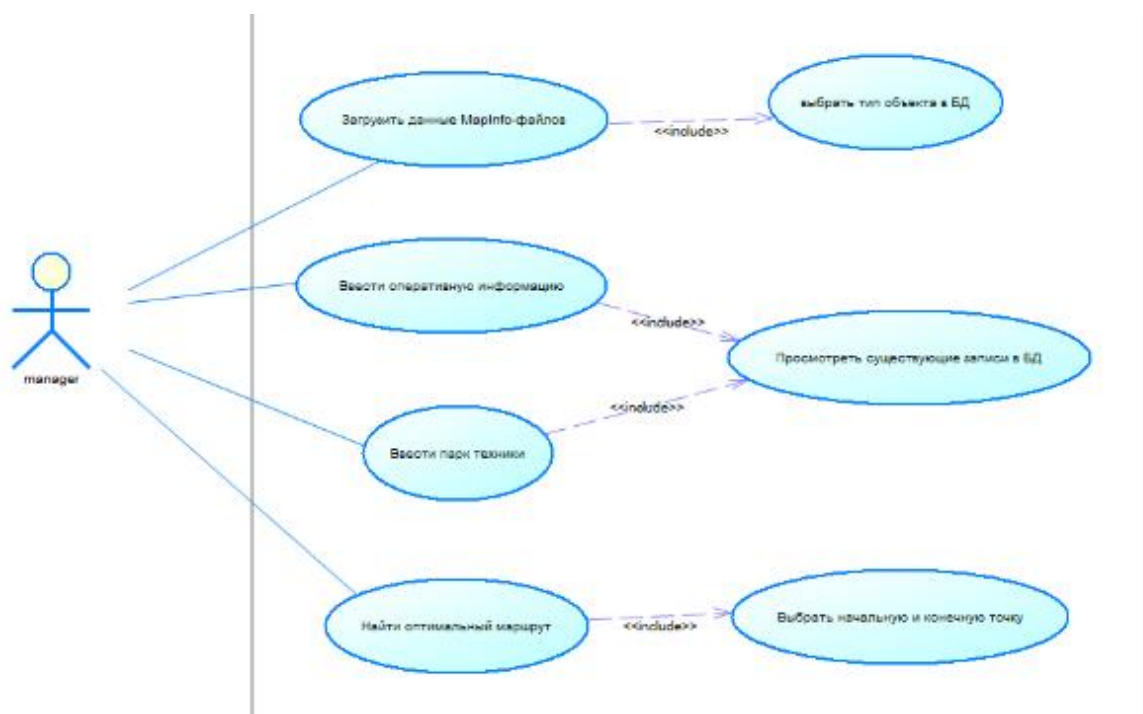 Загрузить данные MapInfo-файлов
<<include>>
выбрать тип объекта в БД
Ввести оперативную информацию
<<include>>
Просмотреть существующие записи в БД
manager
<<include>>
Ввести парк техники
Найти оптимальный маршрут
<<include>>
Выбрать начальную и конечную точку